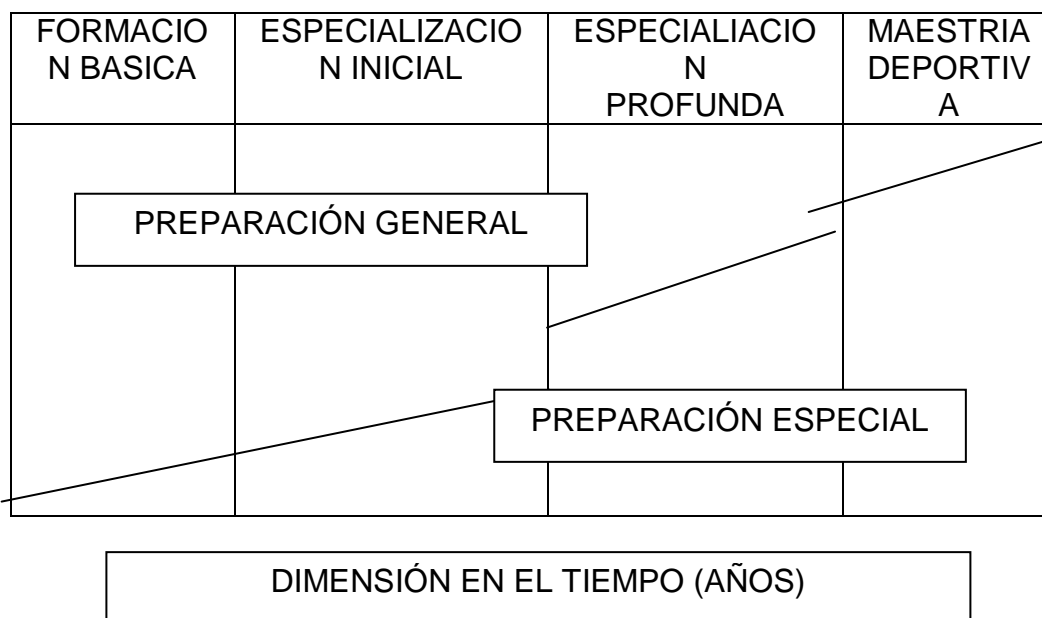 FORMACIO
N BASICA
ESPECIALIZACIO
N INICIAL
ESPECIALIACIO
N
PROFUNDA
MAESTRIA
DEPORTIV
A
PREPARACIÓN GENERAL
PREPARACIÓN ESPECIAL
DIMENSIÓN EN EL TIEMPO (AÑOS)